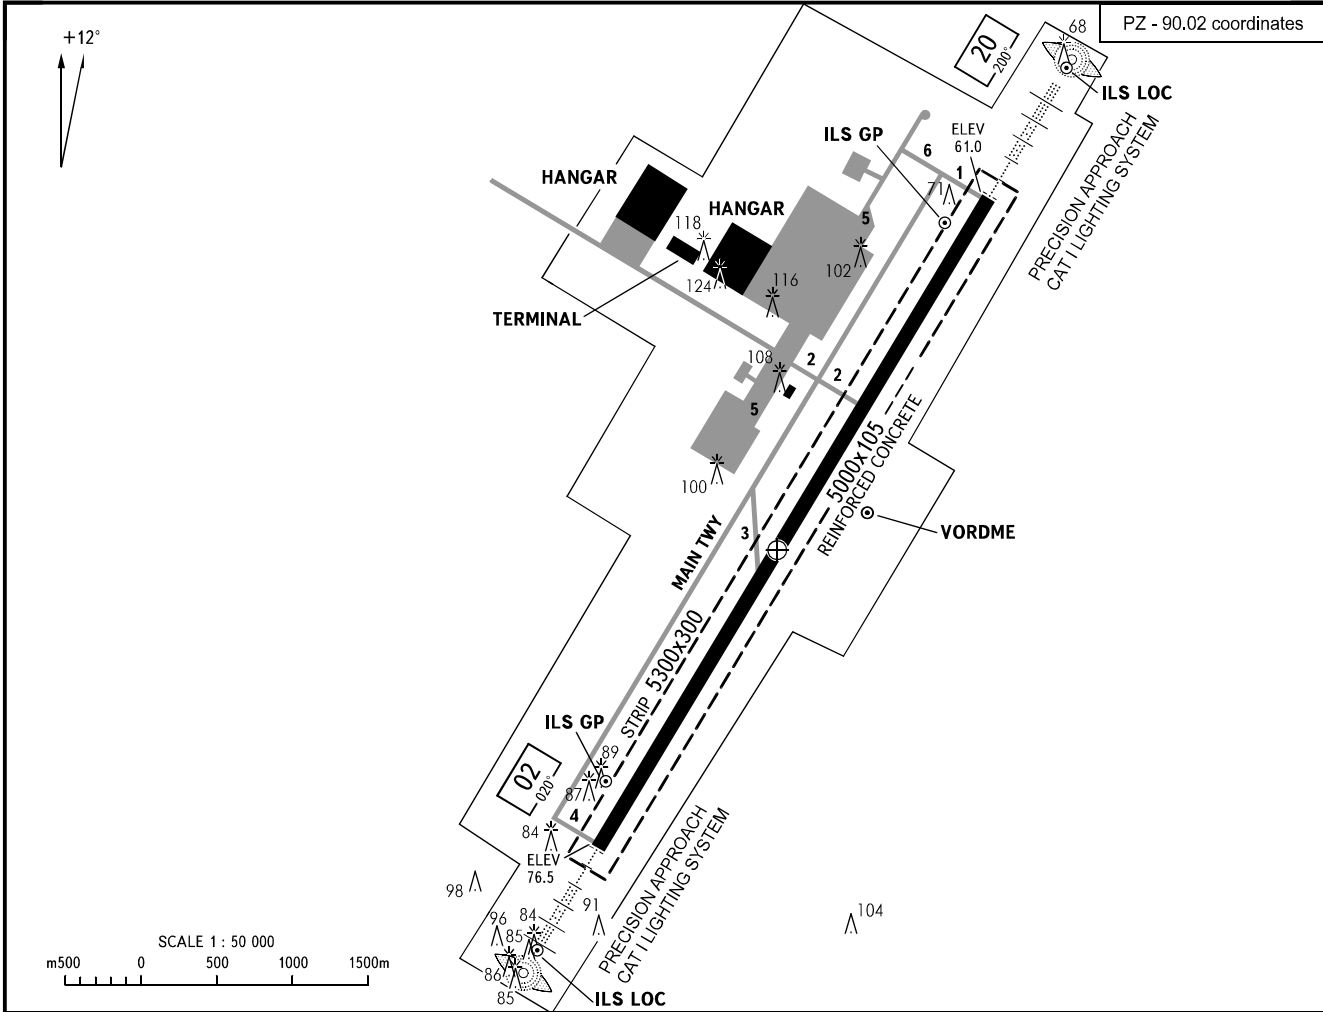 PZ - 90.02 coordinates
+12°
68
20
200°
ILS LOC
ELEV
61.0
ILS GP
PRECISION APPROACH
CAT I LIGHTING SYSTEM
6
1
71
HANGAR
HANGAR
118
5
102
124
116
TERMINAL
108
2
2
5
5000x105
REINFORCED CONCRETE
100
VORDME
3
MAIN TWY
STRIP 5300x300
ILS GP
89
87
02
020°
4
84
ELEV
76.5
98
91
104
84
96
85
86
85
PRECISION APPROACH
CAT I LIGHTING SYSTEM
ILS LOC
SCALE 1 : 50 000
m500 0 500 1000 1500m